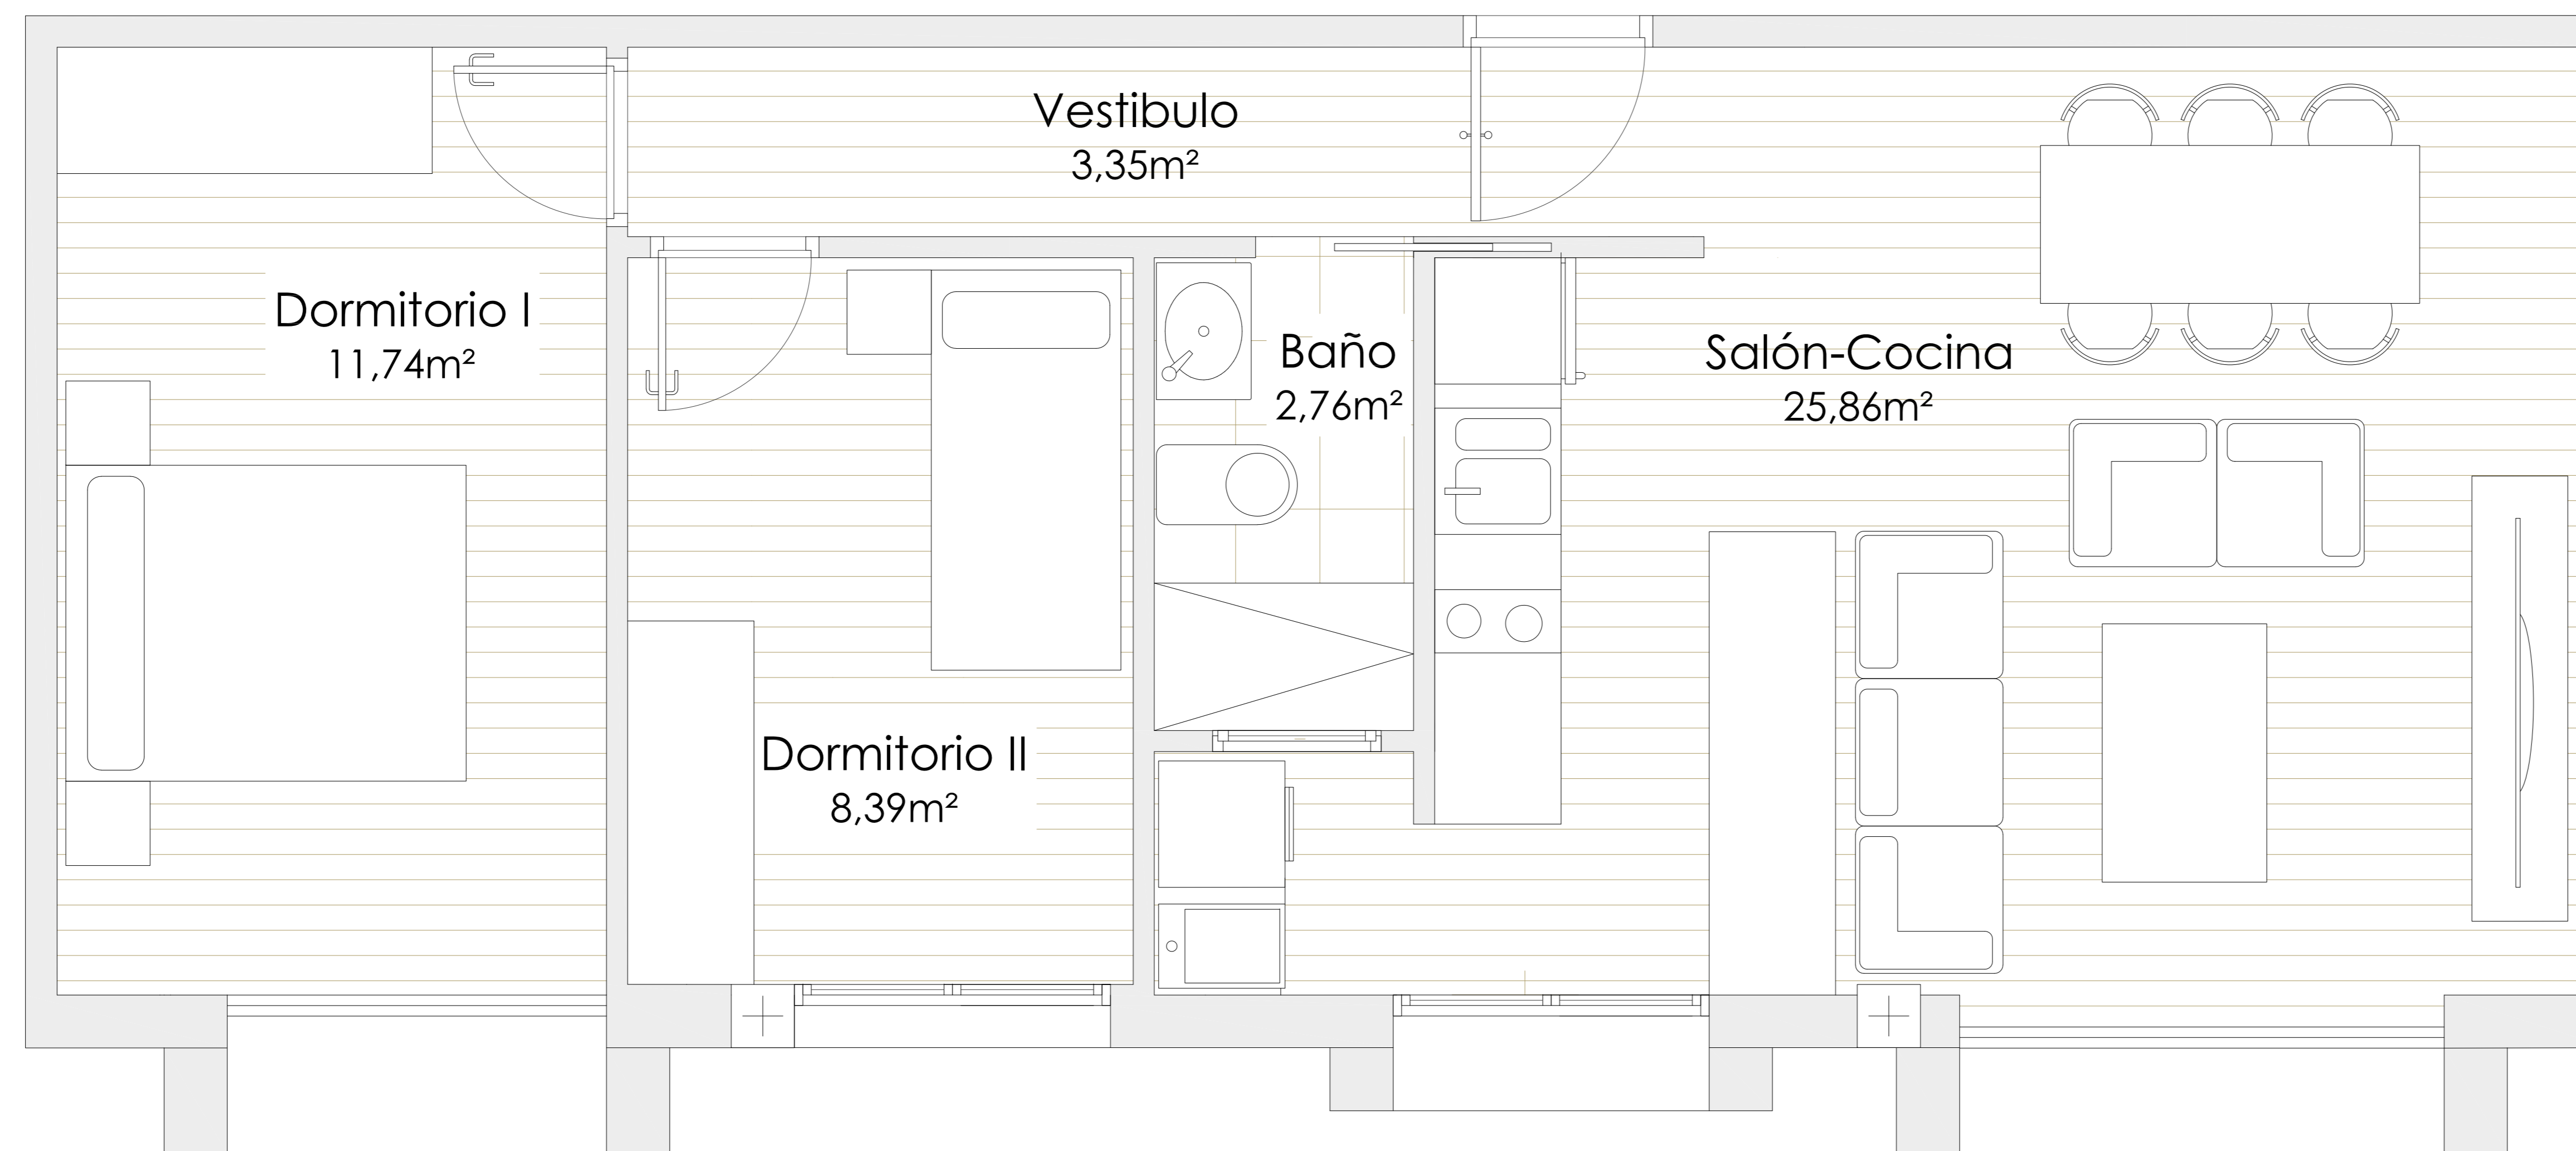 Vestibulo
3,35m²
Dormitorio I
11,74m²
Baño
2,76m²
Salón-Cocina
25,86m²
Dormitorio II
8,39m²